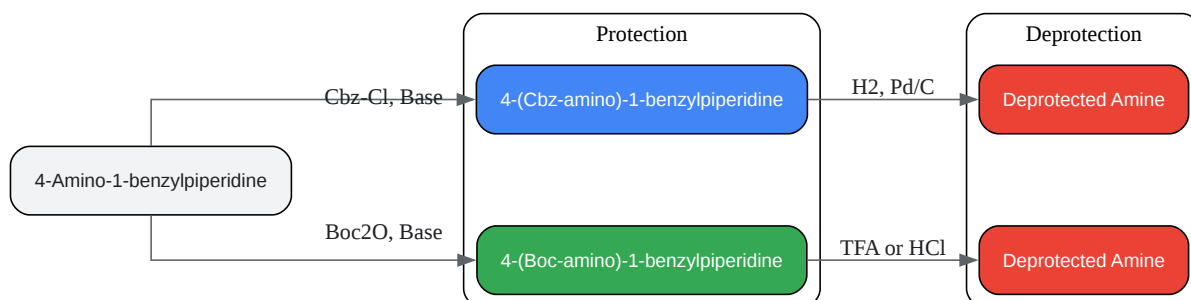 Protection
Deprotection
Cbz-Cl, Base
4-(Cbz-amino)-1-benzylpiperidine
H2, Pd/C
Deprotected Amine
4-Amino-1-benzylpiperidine
Boc2O, Base
4-(Boc-amino)-1-benzylpiperidine
TFA or HCl
Deprotected Amine